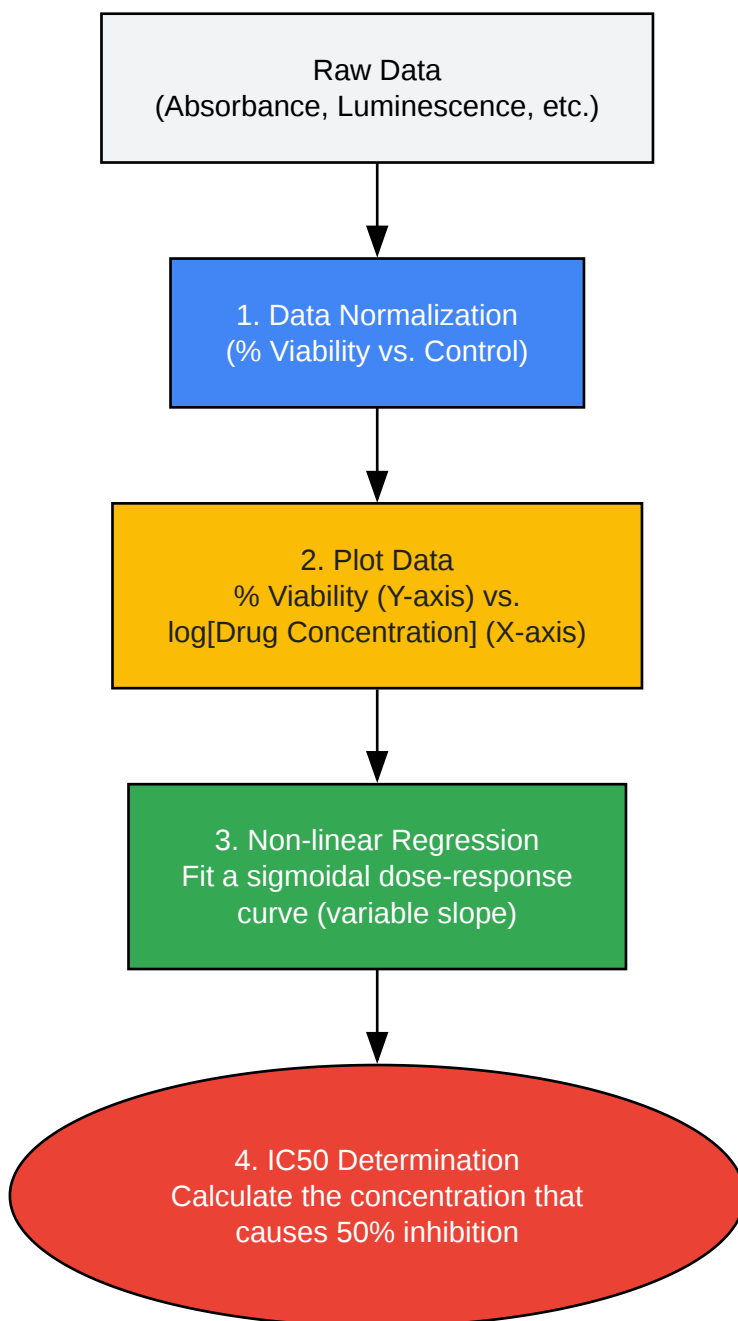 Raw Data
(Absorbance, Luminescence, etc.)
1. Data Normalization
(% Viability vs. Control)
2. Plot Data
% Viability (Y-axis) vs.
log[Drug Concentration] (X-axis)
3. Non-linear Regression
Fit a sigmoidal dose-response
curve (variable slope)
4. IC50 Determination
Calculate the concentration that
causes 50% inhibition